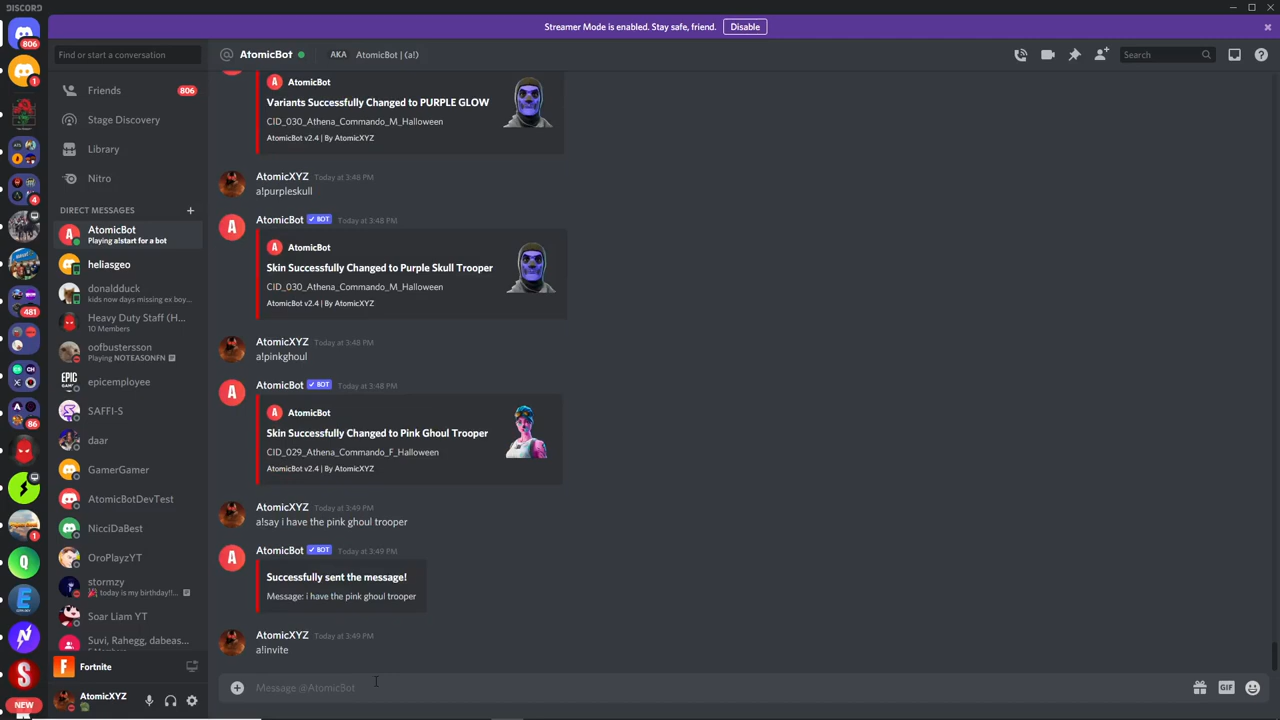 DISCORD
Streamer Mode is enabled. Stay safe, friend.
Disable
806
1
4
481
86
1
NEW
Find or start a conversation
Friends
806
Stage Discovery
Library
Nitro
DIRECT MESSAGES
AtomicBot
Playing a!start for a bot
heliasgeo
donaldduck
kids now days missing ex boy...
Heavy Duty Staff (H...
10 Members
oofbustersson
Playing NOTEASONFN
epicemployee
SAFFI-S
daar
GamerGamer
AtomicBotDevTest
NicciDaBest
OroPlayzYT
stormzy
today is my birthday!!...
Soar Liam YT
Suvi, Rahegg, dabeas...
Fortnite
AtomicXYZ
AtomicBot
AKA
AtomicBot | (a!)
Search
AtomicBot
Variants Successfully Changed to PURPLE GLOW
CID_030_Athena_Commando_M_Halloween
AtomicBot v2.4 | By AtomicXYZ
AtomicXYZ Today at 3:48 PM
a!purpleskull
AtomicBot BOT Today at 3:48 PM
AtomicBot
Skin Successfully Changed to Purple Skull Trooper
CID_030_Athena_Commando_M_Halloween
AtomicBot v2.4 | By AtomicXYZ
AtomicXYZ Today at 3:48 PM
a!pinkghoul
AtomicBot BOT Today at 3:48 PM
AtomicBot
Skin Successfully Changed to Pink Ghoul Trooper
CID_029_Athena_Commando_F_Halloween
AtomicBot v2.4 | By AtomicXYZ
AtomicXYZ Today at 3:49 PM
a!say i have the pink ghoul trooper
AtomicBot BOT Today at 3:49 PM
Successfully sent the message!
Message: i have the pink ghoul trooper
AtomicXYZ Today at 3:49 PM
a!invite
Message @AtomicBot
GIF